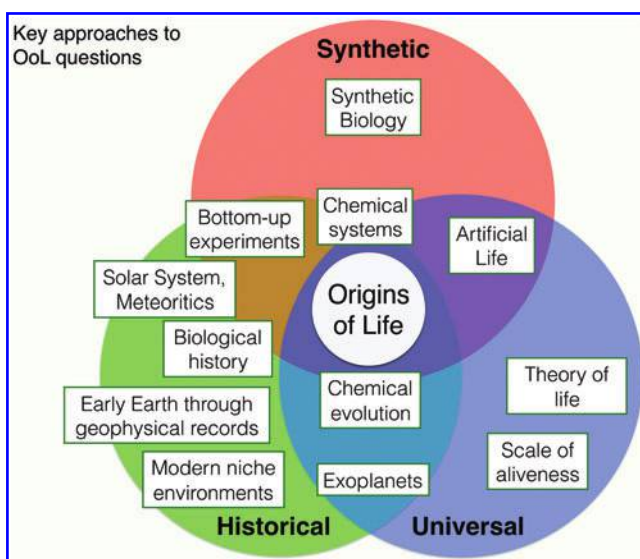 Key approaches to
OoL questions
Synthetic
Synthetic
Biology
Chemical
systems
Bottom-up
experiments
Artificial
Life
Solar System,
Meteoritics
Origins
of Life
Biological
history
Chemical
evolution
Theory of
life
Early Earth through
geophysical records
Scale of
aliveness
Modern niche
environments
Exoplanets
Historical
Universal